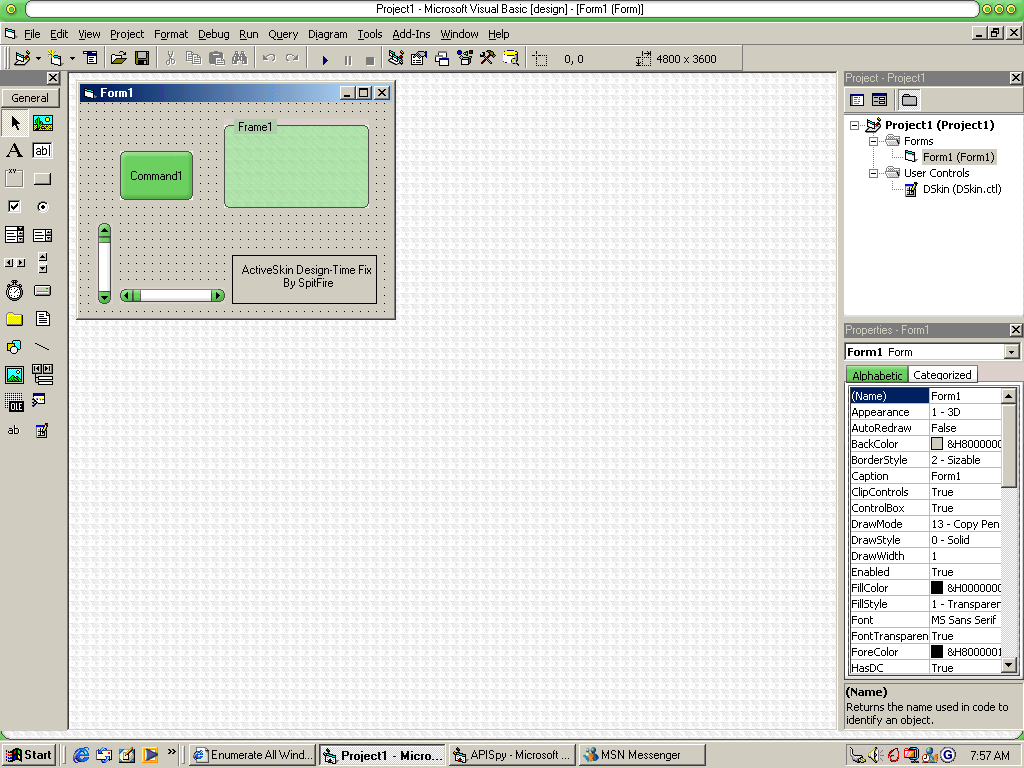 Project1 - Microsoft Visual Basic [design] - [Form1 (Form)]
File Edit View Project Format Debug Run Query Diagram Tools Add-Ins Window Help
0, 0 4800 x 3600
General
A ab|
XY
OLE
ab
Form1
Command1
Frame1
ActiveSkin Design-Time Fix
By SpitFire
Project - Project1
Project1 (Project1)
Forms
Form1 (Form1)
User Controls
DSkin (DSkin.ctl)
Properties - Form1
Form1 Form
Alphabetic Categorized
(Name) Form1
Appearance 1 - 3D
AutoRedraw False
BackColor &H8000000
BorderStyle 2 - Sizable
Caption Form1
ClipControls True
ControlBox True
DrawMode 13 - Copy Pen
DrawStyle 0 - Solid
DrawWidth 1
Enabled True
FillColor &H0000000
FillStyle 1 - Transparen
Font MS Sans Serif
FontTransparen True
ForeColor &H8000001
HasDC True
(Name)
Returns the name used in code to
identify an object.
Start » Enumerate All Wind... Project1 - Micro... APISpy - Microsoft ... MSN Messenger 7:57 AM